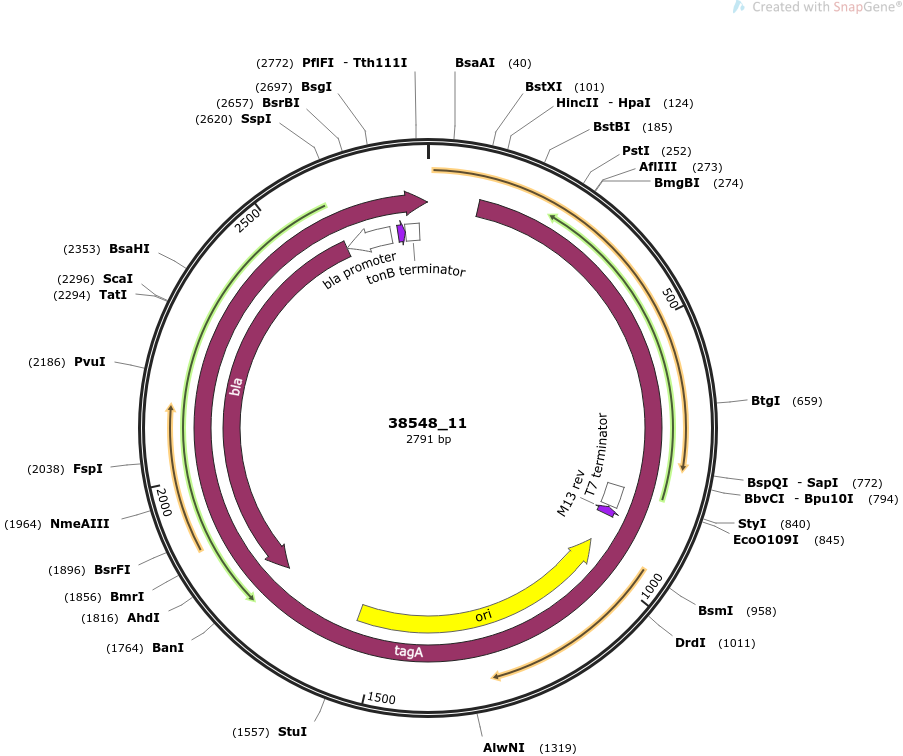 Created with SnapGene®
(2772) PflFI - Tth111I
BsaAI (40)
(2697) BsgI
BstXI (101)
(2657) BsrBI
HincII - HpaI (124)
(2620) SspI
BstBI (185)
PstI (252)
AflIII (273)
BmgBI (274)
2500
(2353) BsaHI
bla promoter
tonB terminator
(2296) ScaI
(2294) TatI
500
(2186) PvuI
bla
BtgI (659)
38548_11
2791 bp
T7 terminator
M13 rev
(2038) FspI
BspQI - SapI (772)
BbvCI - Bpu10I (794)
2000
(1964) NmeAIII
StyI (840)
EcoO109I (845)
(1896) BsrFI
1000
(1856) BmrI
BsmI (958)
(1816) AhdI
ori
DrdI (1011)
(1764) BanI
tagA
1500
(1557) StuI
AlwNI (1319)